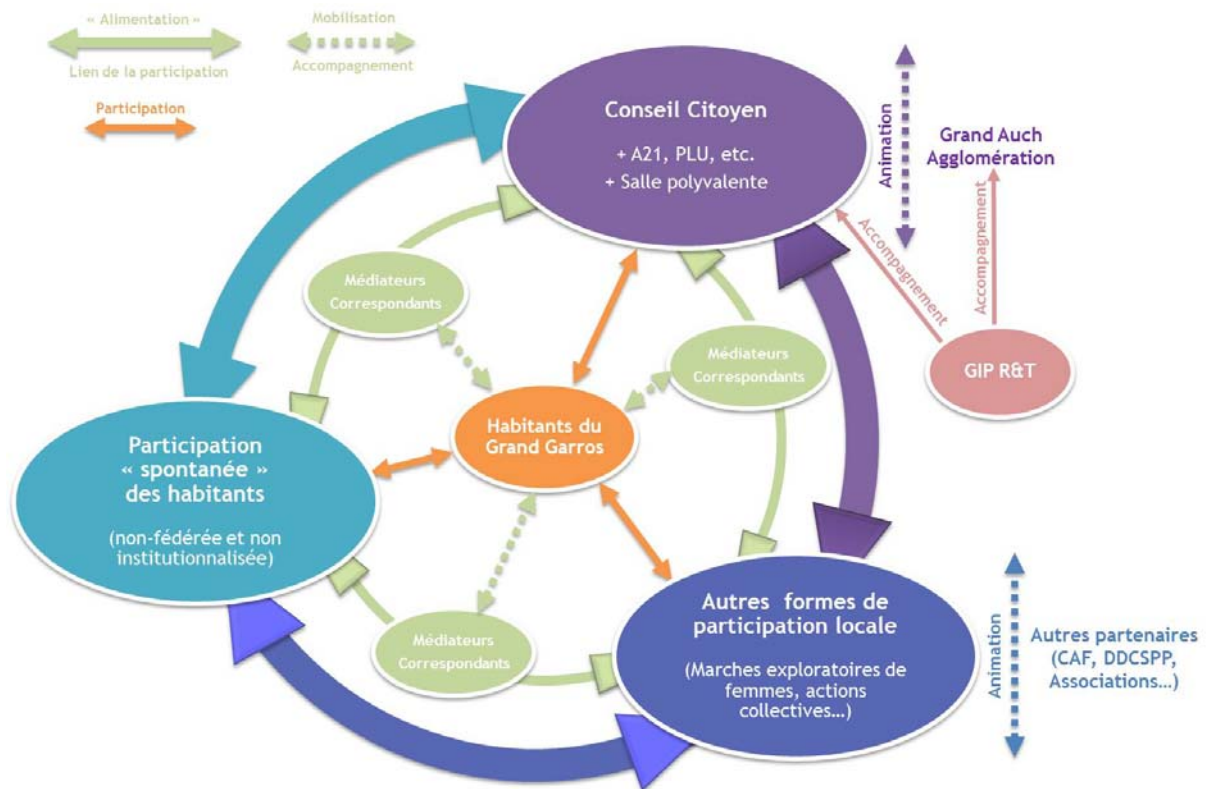 « Alimentation »
Lien de la participation
Mobilisation
Accompagnement
Participation
Conseil Citoyen
+ A21, PLU, etc.
+ Salle polyvalente
Animation
Grand Auch
Agglomération
Accompagnement
Accompagnement
GIP R&T
Médiateurs
Correspondants
Médiateurs
Correspondants
Habitants du
Grand Garros
Participation
« spontanée »
des habitants
(non-fédérée et non
institutionnalisée)
Médiateurs
Correspondants
Autres formes de
participation locale
(Marches exploratoires de
femmes, actions
collectives…)
Animation
Autres partenaires
(CAF, DDCSPP,
Associations…)